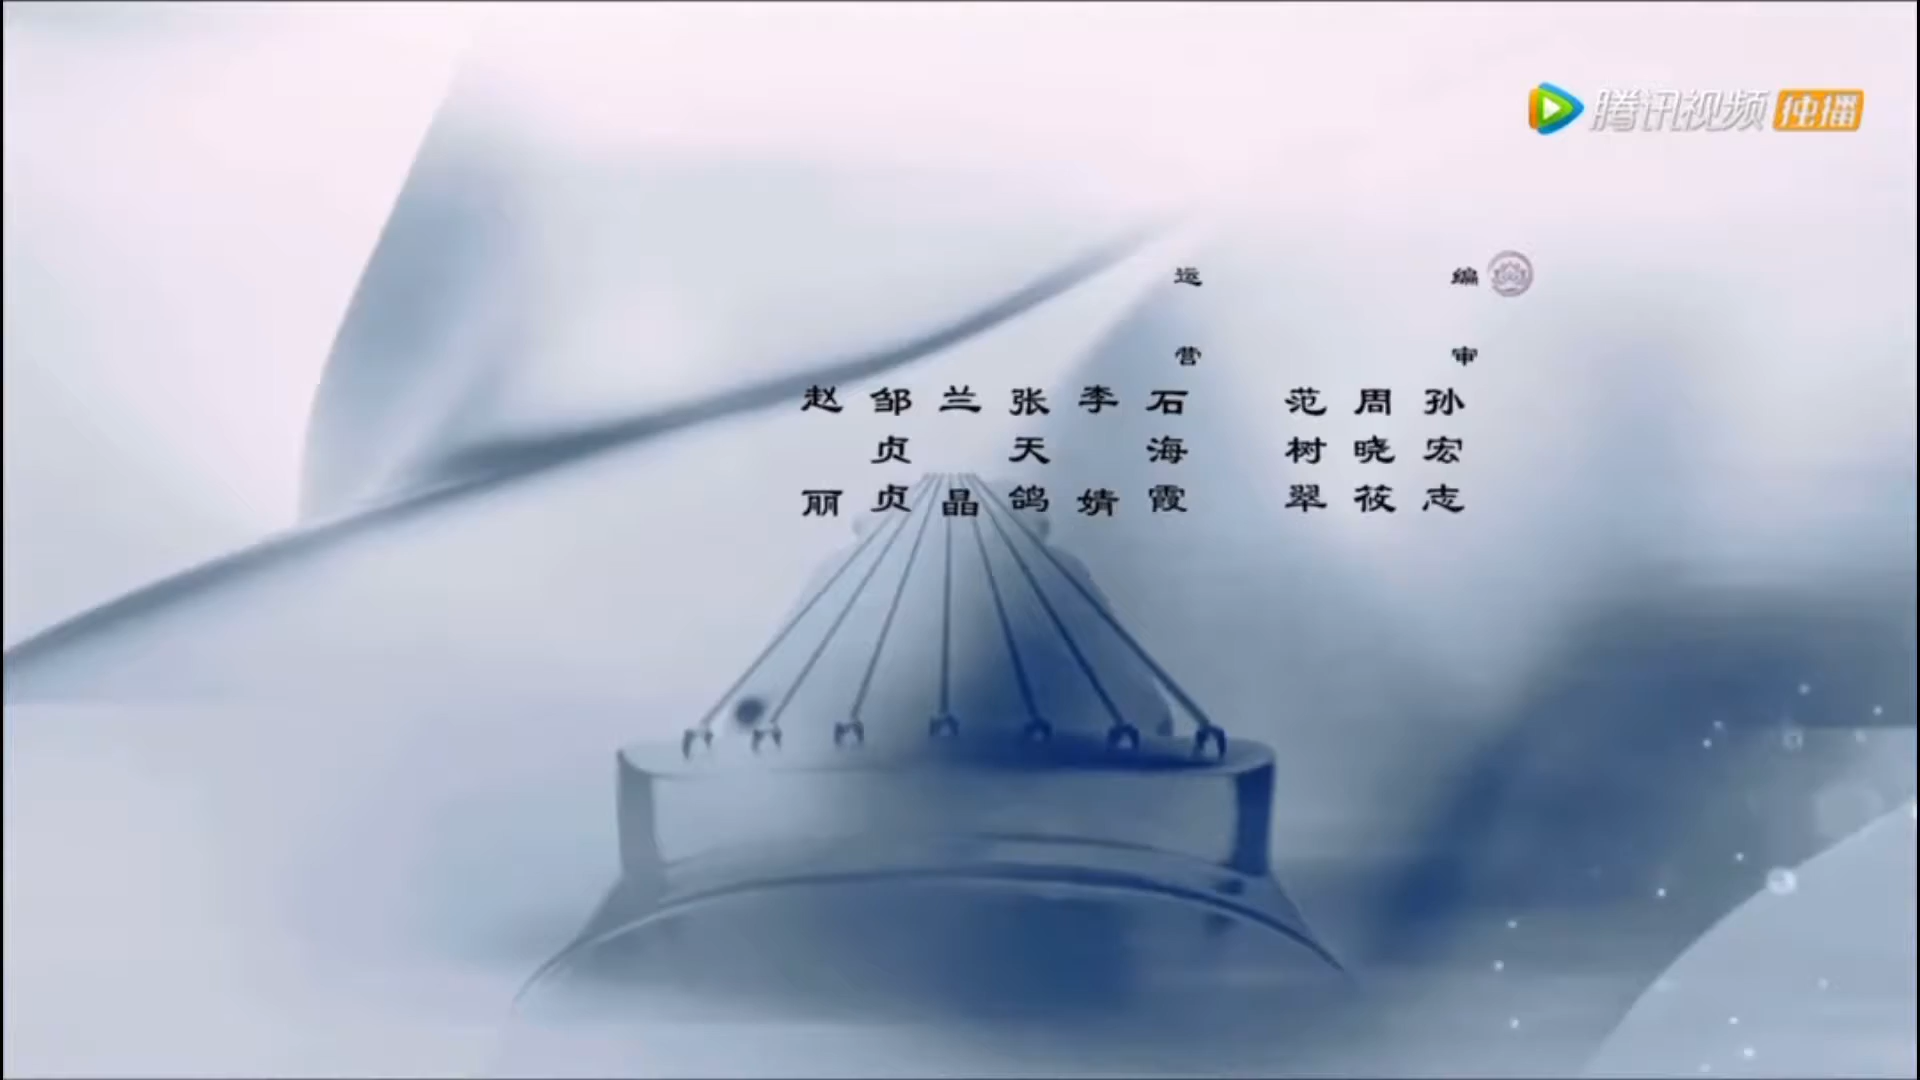 腾讯视频 独播
编审
孙宏志
周晓莜
范树翠
运营
石海霞
李婧
张天鸽
兰晶
邹贞贞
赵丽